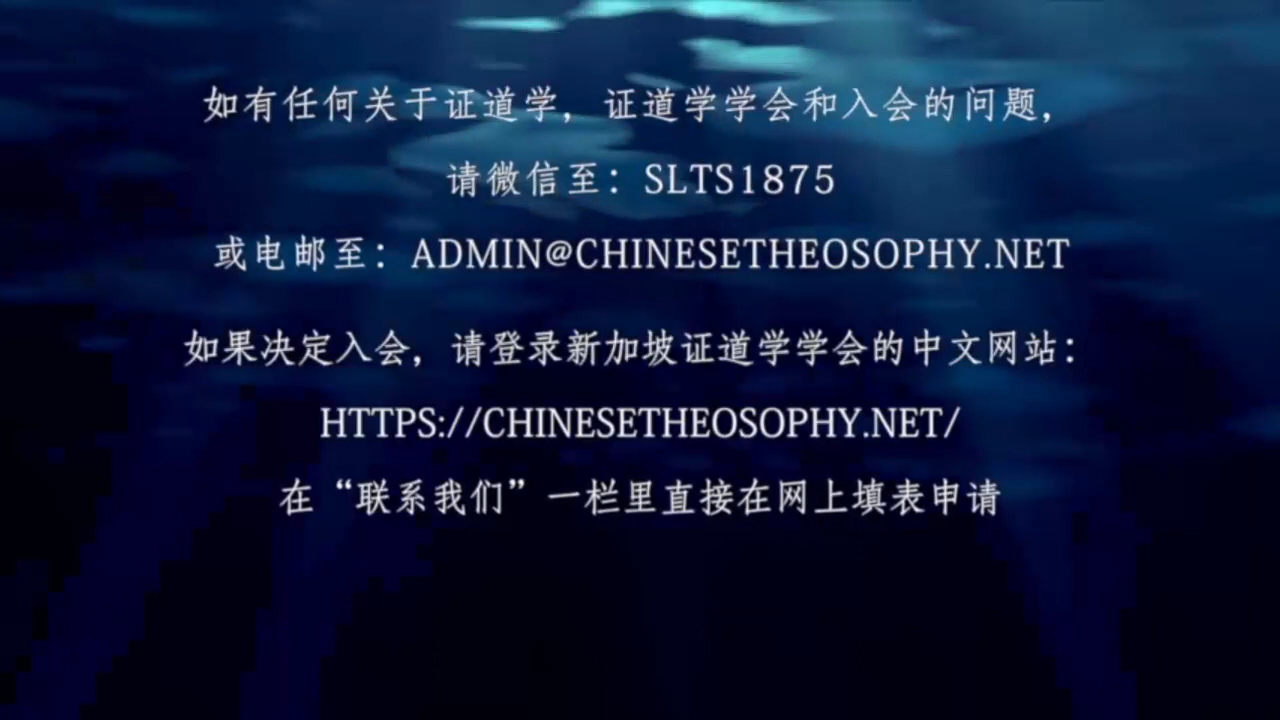 如有任何关于证道学，证道学学会和入会的问题，
请微信至：SLTS1875
或电邮至：ADMIN@CHINESETHEOSOPHY.NET
如果决定入会，请登录新加坡证道学学会的中文网站：
HTTPS://CHINESETHEOSOPHY.NET/
在“联系我们”一栏里直接在网上填表申请